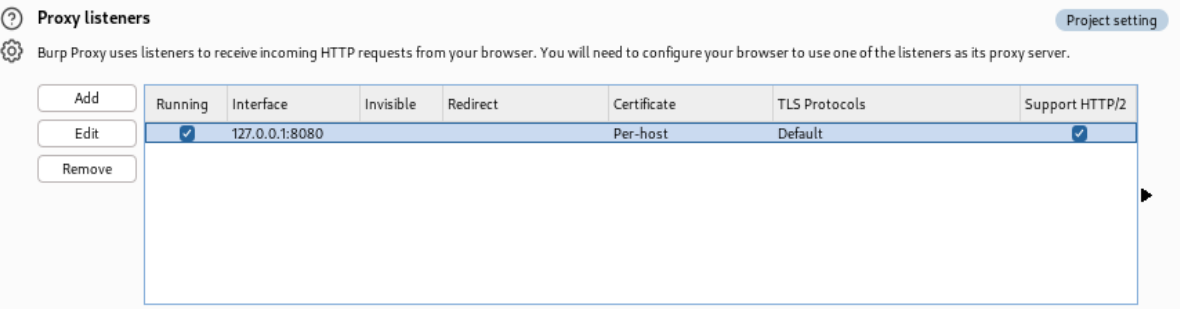 Proxy listeners
Project setting
Burp Proxy uses listeners to receive incoming HTTP requests from your browser. You will need to configure your browser to use one of the listeners as its proxy server.
Add
Edit
Remove
Running Interface Invisible Redirect Certificate TLS Protocols Support HTTP/2
127.0.0.1:8080 Per-host Default